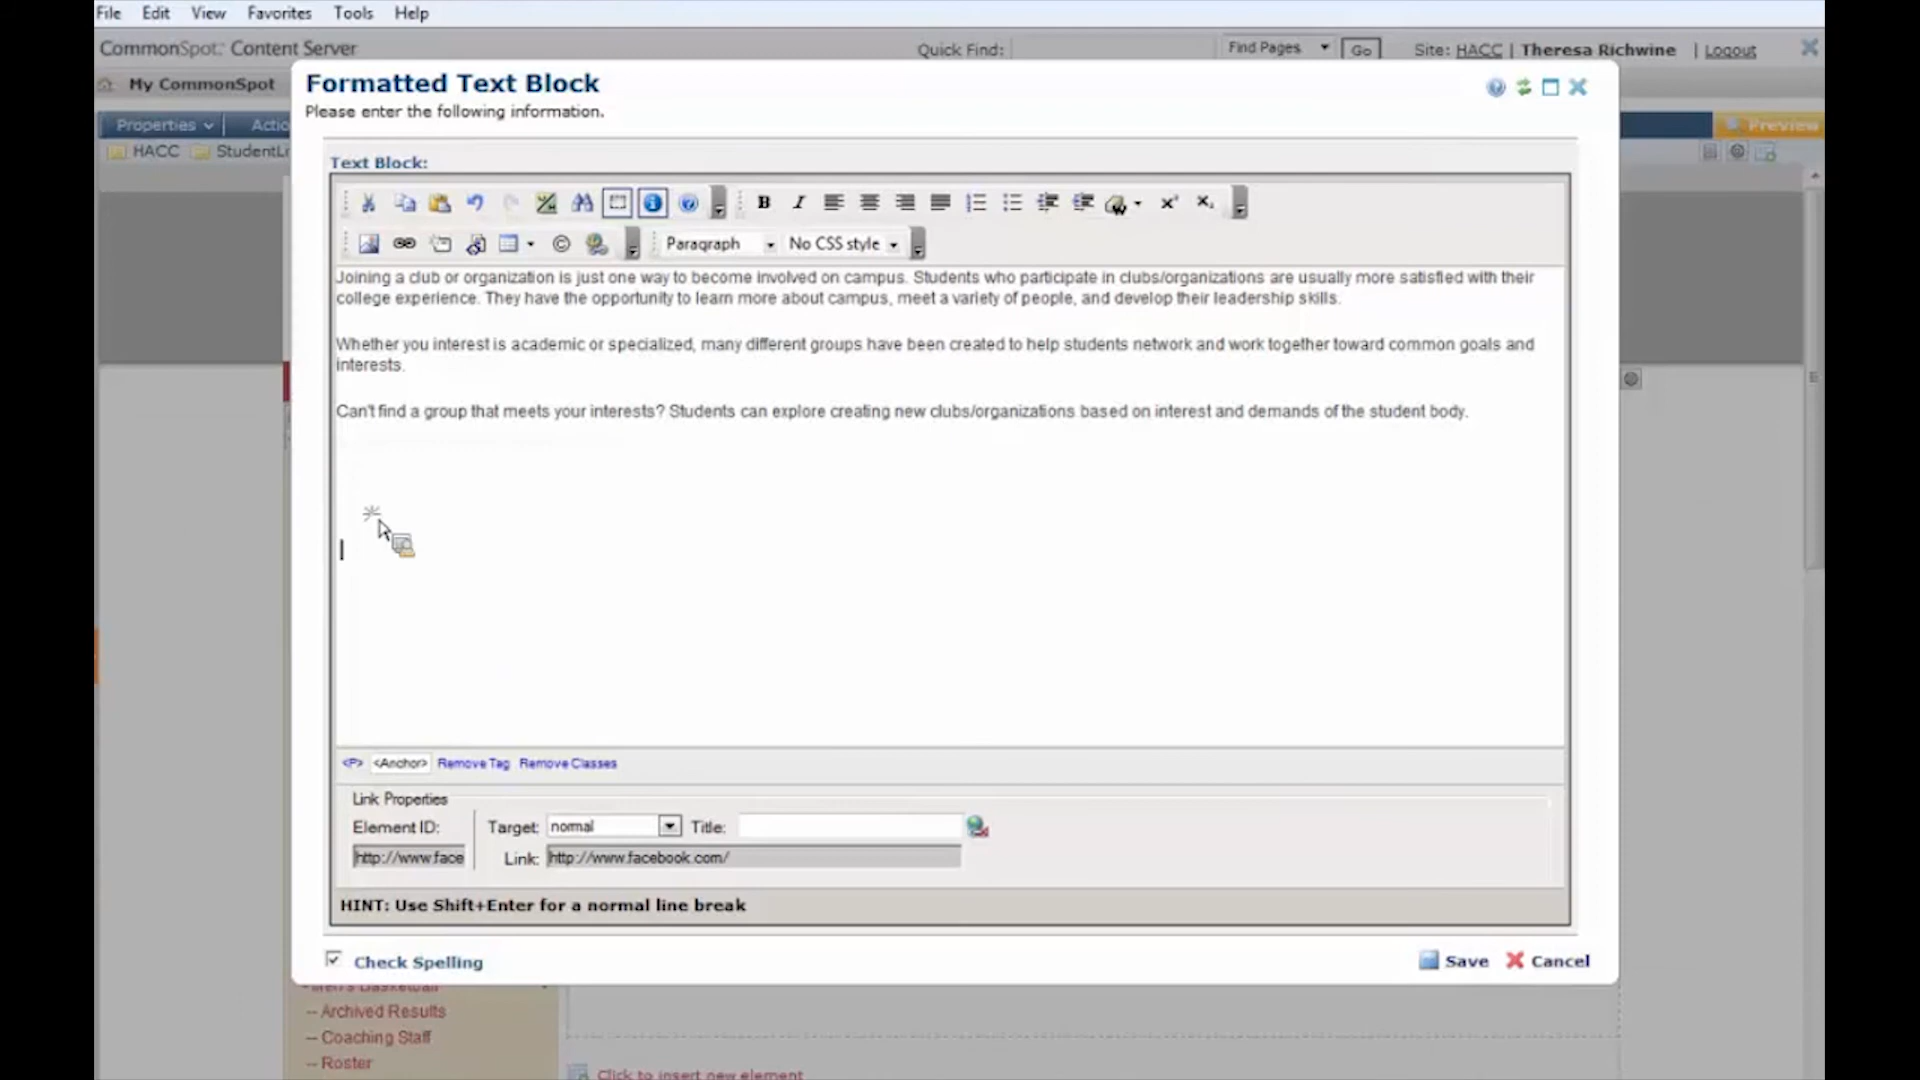 File Edit View Favorites Tools Help
CommonSpot Content Server Quick Find: Find Pages Go Site: HACC | Theresa Richwine | Logout
My CommonSpot
Formatted Text Block
Please enter the following information.
Properties Preview
HACC
Text Block:
B I
Paragraph No CSS style
Joining a club or organization is just one way to become involved on campus. Students who participate in clubs/organizations are usually more satisfied with their
college experience. They have the opportunity to learn more about campus, meet a variety of people, and develop their leadership skills.
Whether you interest is academic or specialized, many different groups have been created to help students network and work together toward common goals and
interests.
Can't find a group that meets your interests? Students can explore creating new clubs/organizations based on interest and demands of the student body.
<P> <Anchor> Remove Tag Remove Classes
Link Properties
Element ID: Target: normal Title:
http://www.face Link: http://www.facebook.com/
HINT: Use Shift+Enter for a normal line break
Check Spelling Save Cancel
Men's Basketball
-- Archived Results
-- Coaching Staff
-- Roster
Click to insert new element